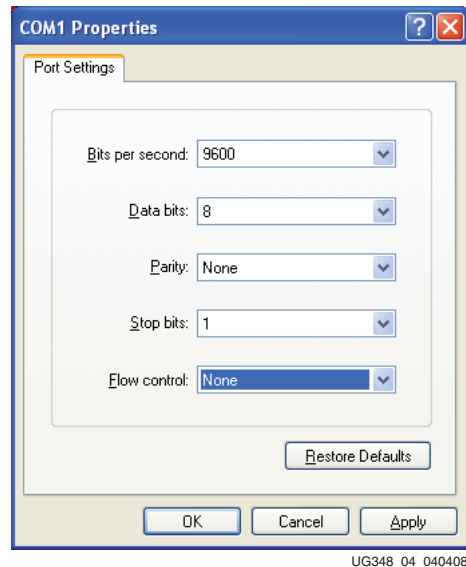 COM1 Properties
Port Settings
Bits per second: 9600
Data bits: 8
Parity: None
Stop bits: 1
Flow control: None
Restore Defaults
OK Cancel Apply
UG348_04_040408